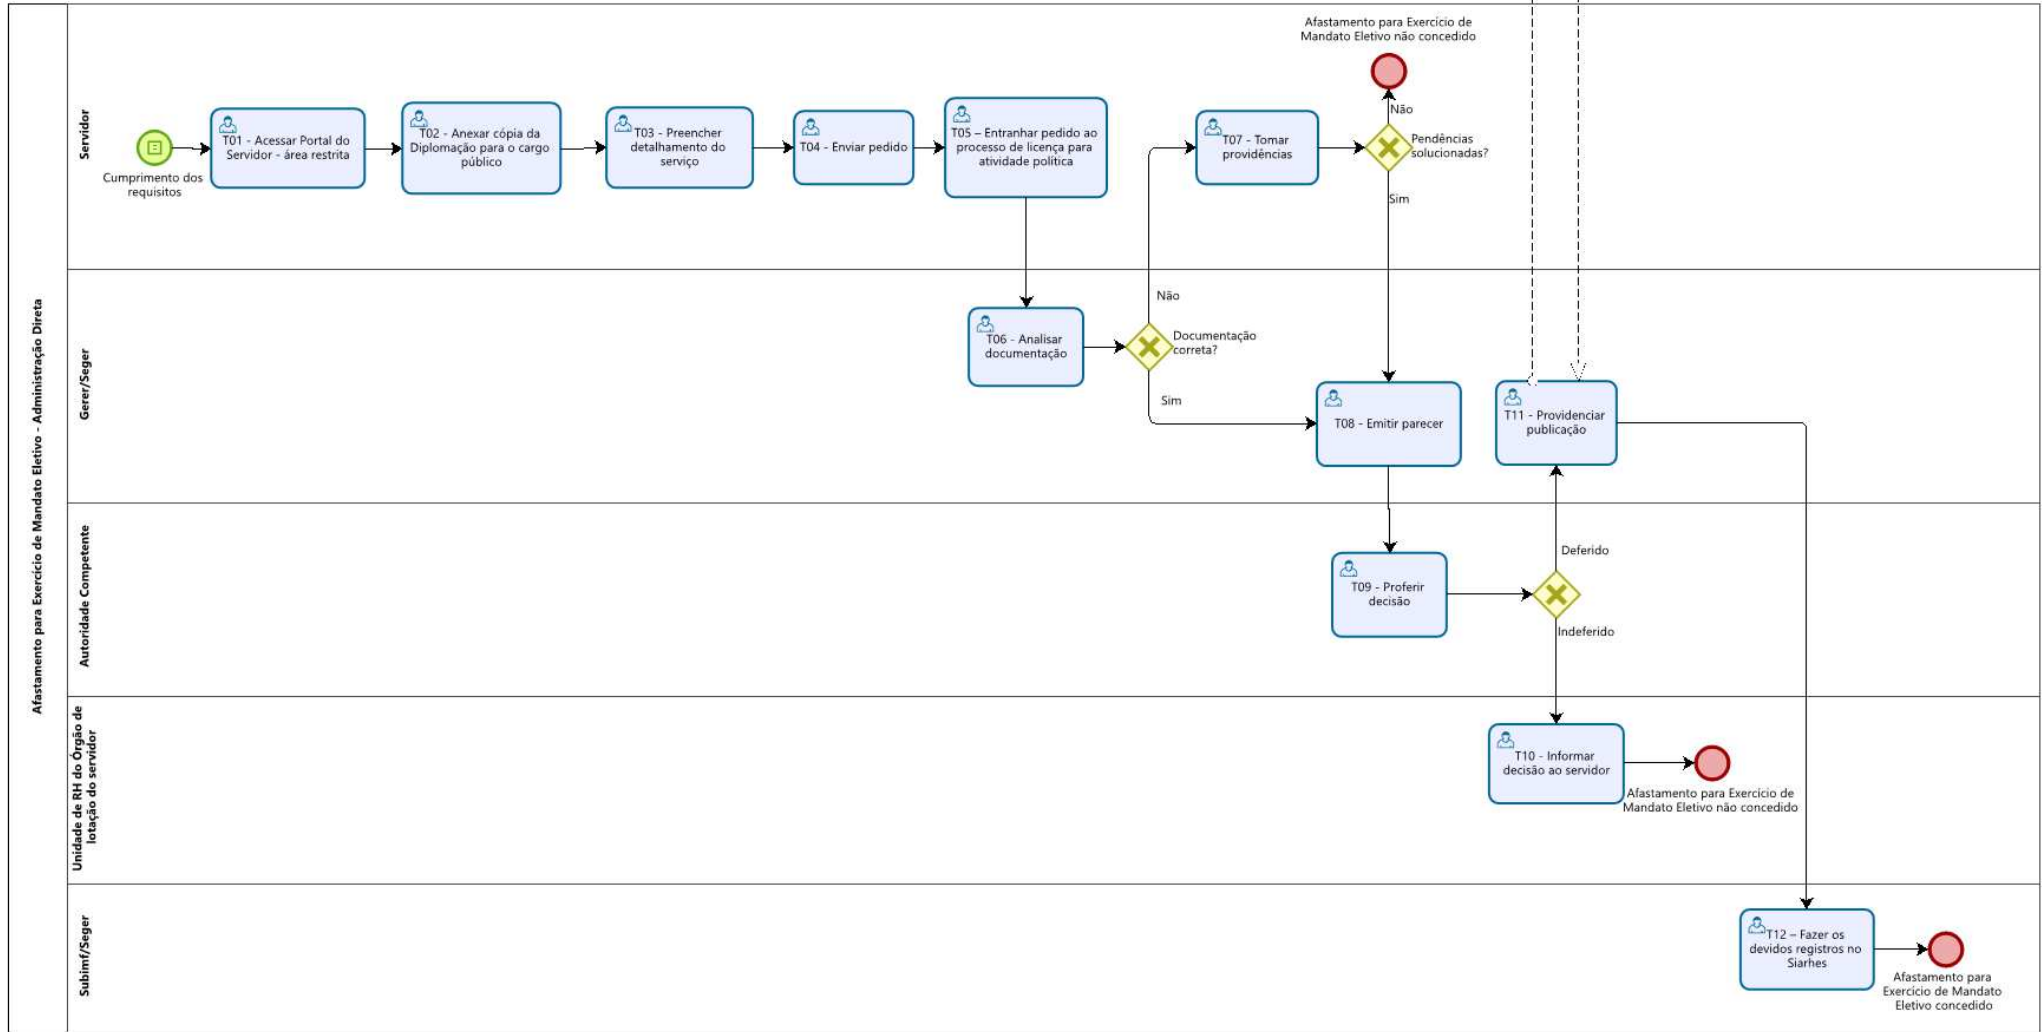 Afastamento para Exercício de Mandato Eletivo - Administração Direta
Servidor
Cumprimento dos
requisitos
T01 - Acessar Portal do
Servidor - área restrita
T02 - Anexar cópia da
Diplomação para o cargo
público
T03 - Preencher
detalhamento do
serviço
T04 - Enviar pedido
T05 – Entranhar pedido ao
processo de licença para
atividade política
T07 - Tomar
providências
Afastamento para Exercício de
Mandato Eletivo não concedido
Não
Pendências
solucionadas?
Sim
Gerer/Seger
T06 - Analisar
documentação
Não
Documentação
correta?
Sim
T08 - Emitir parecer
T11 - Providenciar
publicação
Autoridade Competente
T09 - Proferir
decisão
Deferido
Indeferido
Unidade de RH do Órgão de
lotação do servidor
T10 - Informar
decisão ao servidor
Afastamento para Exercício de
Mandato Eletivo não concedido
Subimf/Seger
T12 – Fazer os
devidos registros no
Siarhes
Afastamento para
Exercício de Mandato
Eletivo concedido